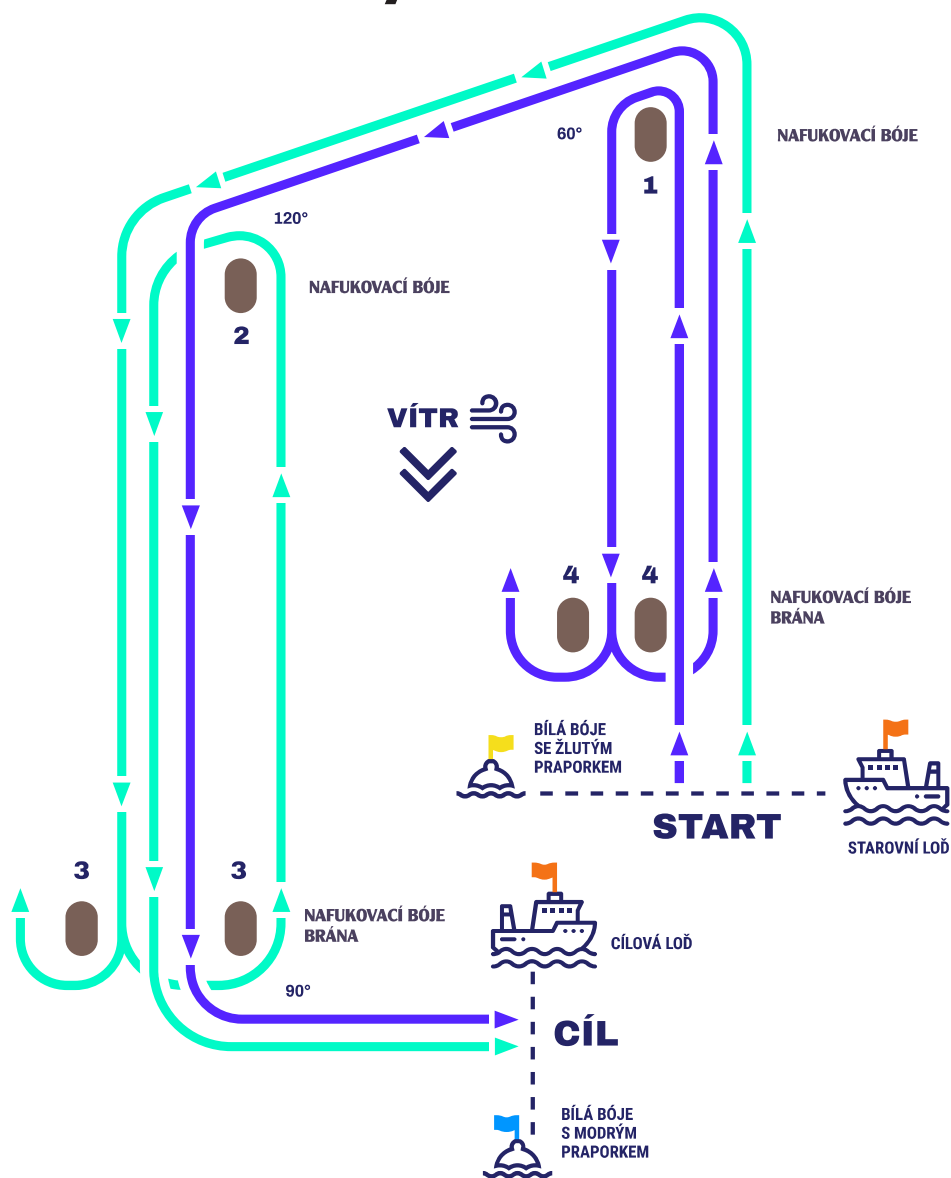 60°
NAFUKOVACÍ BÓJE
1
120°
NAFUKOVACÍ BÓJE
2
VÍTR
4
4
NAFUKOVACÍ BÓJE
BRÁNA
BÍLÁ BÓJE
SE ŽLUTÝM
PRAPORKEM
START
STAROVNÍ LOĎ
3
3
NAFUKOVACÍ BÓJE
BRÁNA
CÍLOVÁ LOĎ
90°
CÍL
BÍLÁ BÓJE
S MODRÝM
PRAPORKEM